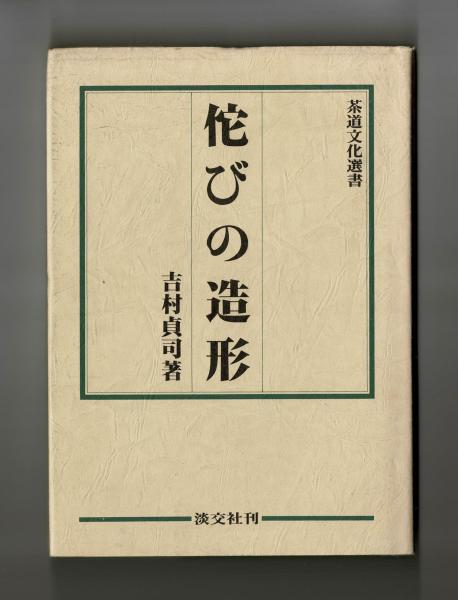 茶道文化選書
侘びの造形
吉村貞司著
淡交社刊